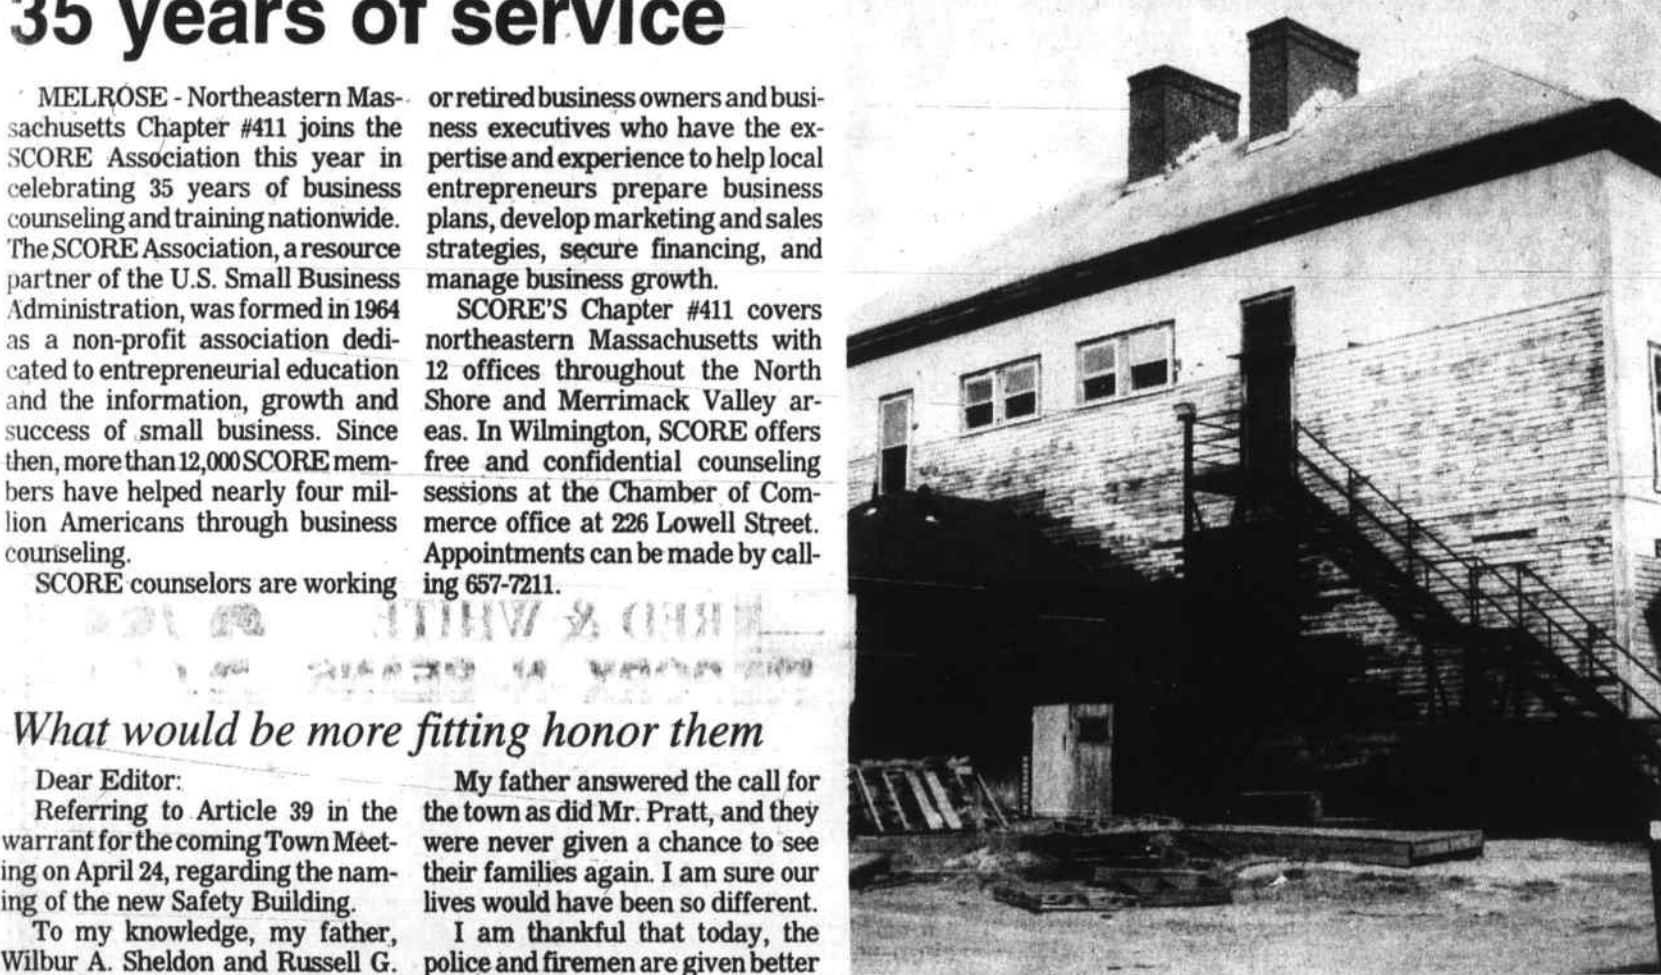 35 years of service
MELROSE - Northeastern Mas-
sachusetts Chapter #411 joins the
SCORE Association this year in
celebrating 35 years of business
counseling and training nationwide.
The SCORE Association, a resource
partner of the U.S. Small Business
Administration, was formed in 1964
as a non-profit association dedi-
cated to entrepreneurial education
and the information, growth and
success of small business. Since
then, more than 12,000 SCORE mem-
bers have helped nearly four mil-
lion Americans through business
counseling.
SCORE counselors are working
or retired business owners and busi-
ness executives who have the ex-
pertise and experience to help local
entrepreneurs prepare business
plans, develop marketing and sales
strategies, secure financing, and
manage business growth.
SCORE'S Chapter #411 covers
northeastern Massachusetts with
12 offices throughout the North
Shore and Merrimack Valley ar-
eas. In Wilmington, SCORE offers
free and confidential counseling
sessions at the Chamber of Com-
merce office at 226 Lowell Street.
Appointments can be made by call-
ing 657-7211.
What would be more fitting honor them
Dear Editor:
Referring to Article 39 in the
warrant for the coming Town Meet-
ing on April 24, regarding the nam-
ing of the new Safety Building.
To my knowledge, my father,
Wilbur A. Sheldon and Russell G.
My father answered the call for
the town as did Mr. Pratt, and they
were never given a chance to see
their families again. I am sure our
lives would have been so different.
I am thankful that today, the
police and firemen are given better